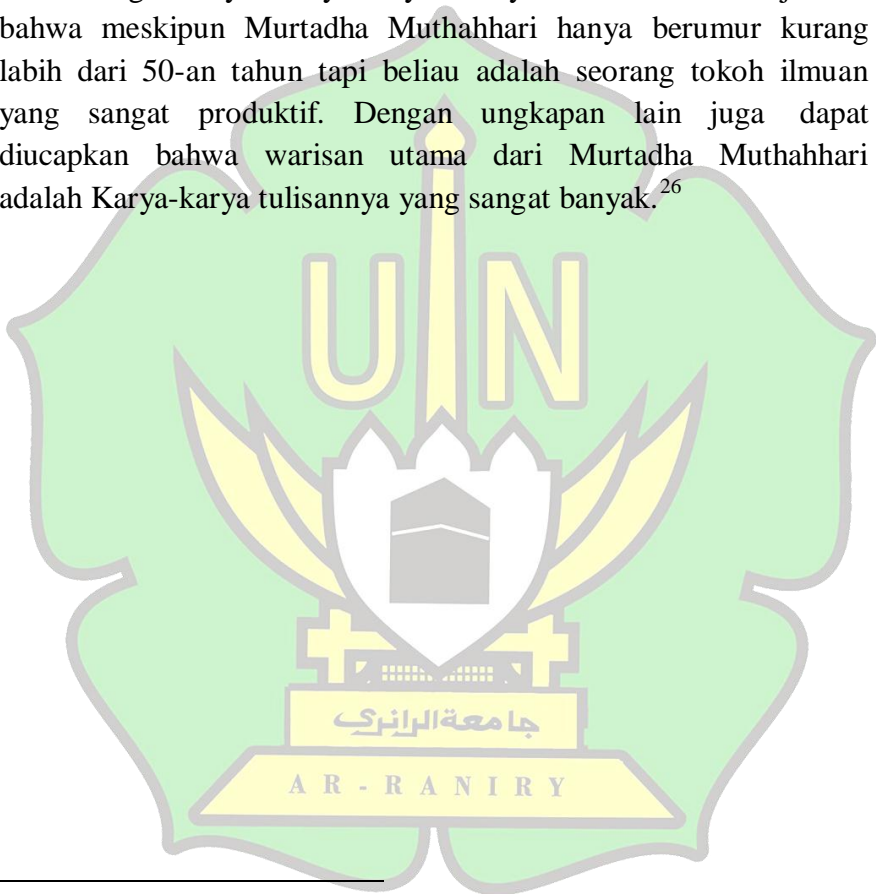 bahwa meskipun Murtadha Muthahhari hanya berumur kurang
labih dari 50-an tahun tapi beliau adalah seorang tokoh ilmuan
yang sangat produktif. Dengan ungkapan lain juga dapat
diucapkan bahwa warisan utama dari Murtadha Muthahhari
adalah Karya-karya tulisannya yang sangat banyak.26
UIN
جامعةالرانري
AR-RANIRY